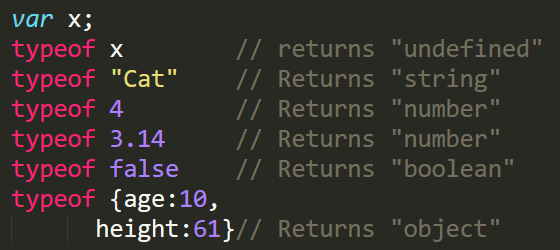 var x;
typeof x        // returns "undefined"
typeof "Cat"    // Returns "string"
typeof 4        // Returns "number"
typeof 3.14     // Returns "number"
typeof false    // Returns "boolean"
typeof {age:10,
      height:61}// Returns "object"